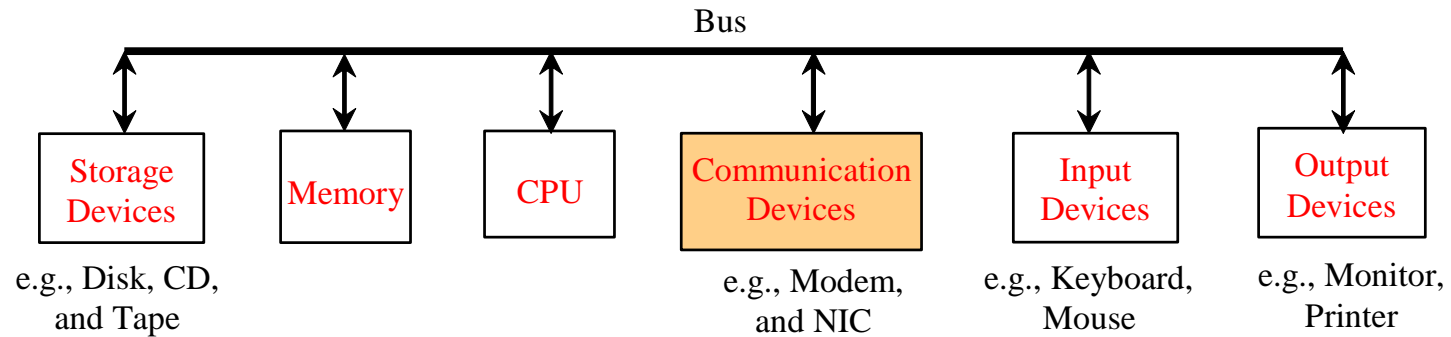 Bus
Storage
Devices
Memory
CPU
Communication
Devices
Input
Devices
Output
Devices
e.g., Disk, CD,
and Tape
e.g., Modem,
and NIC
e.g., Keyboard,
Mouse
e.g., Monitor,
Printer